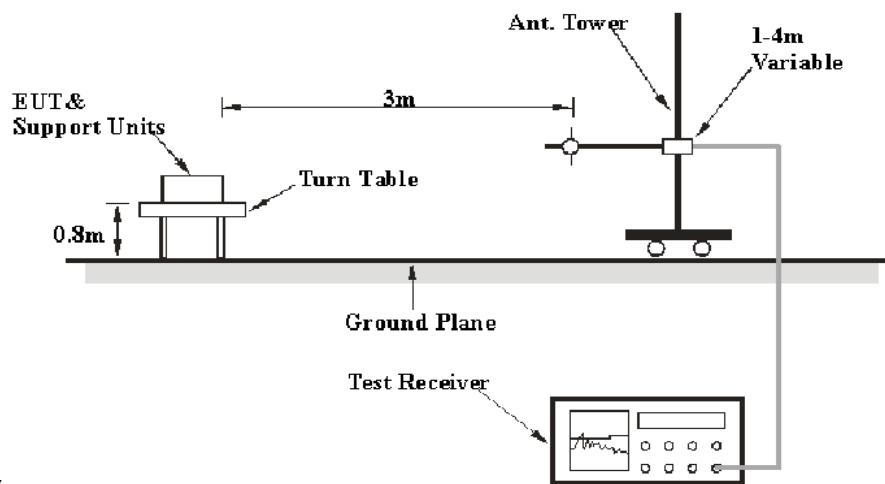 Ant. Tower
1-4m
Variable
3m
EUT&
Support Units
Turn Table
0.8m
Ground Plane
Test Receiver